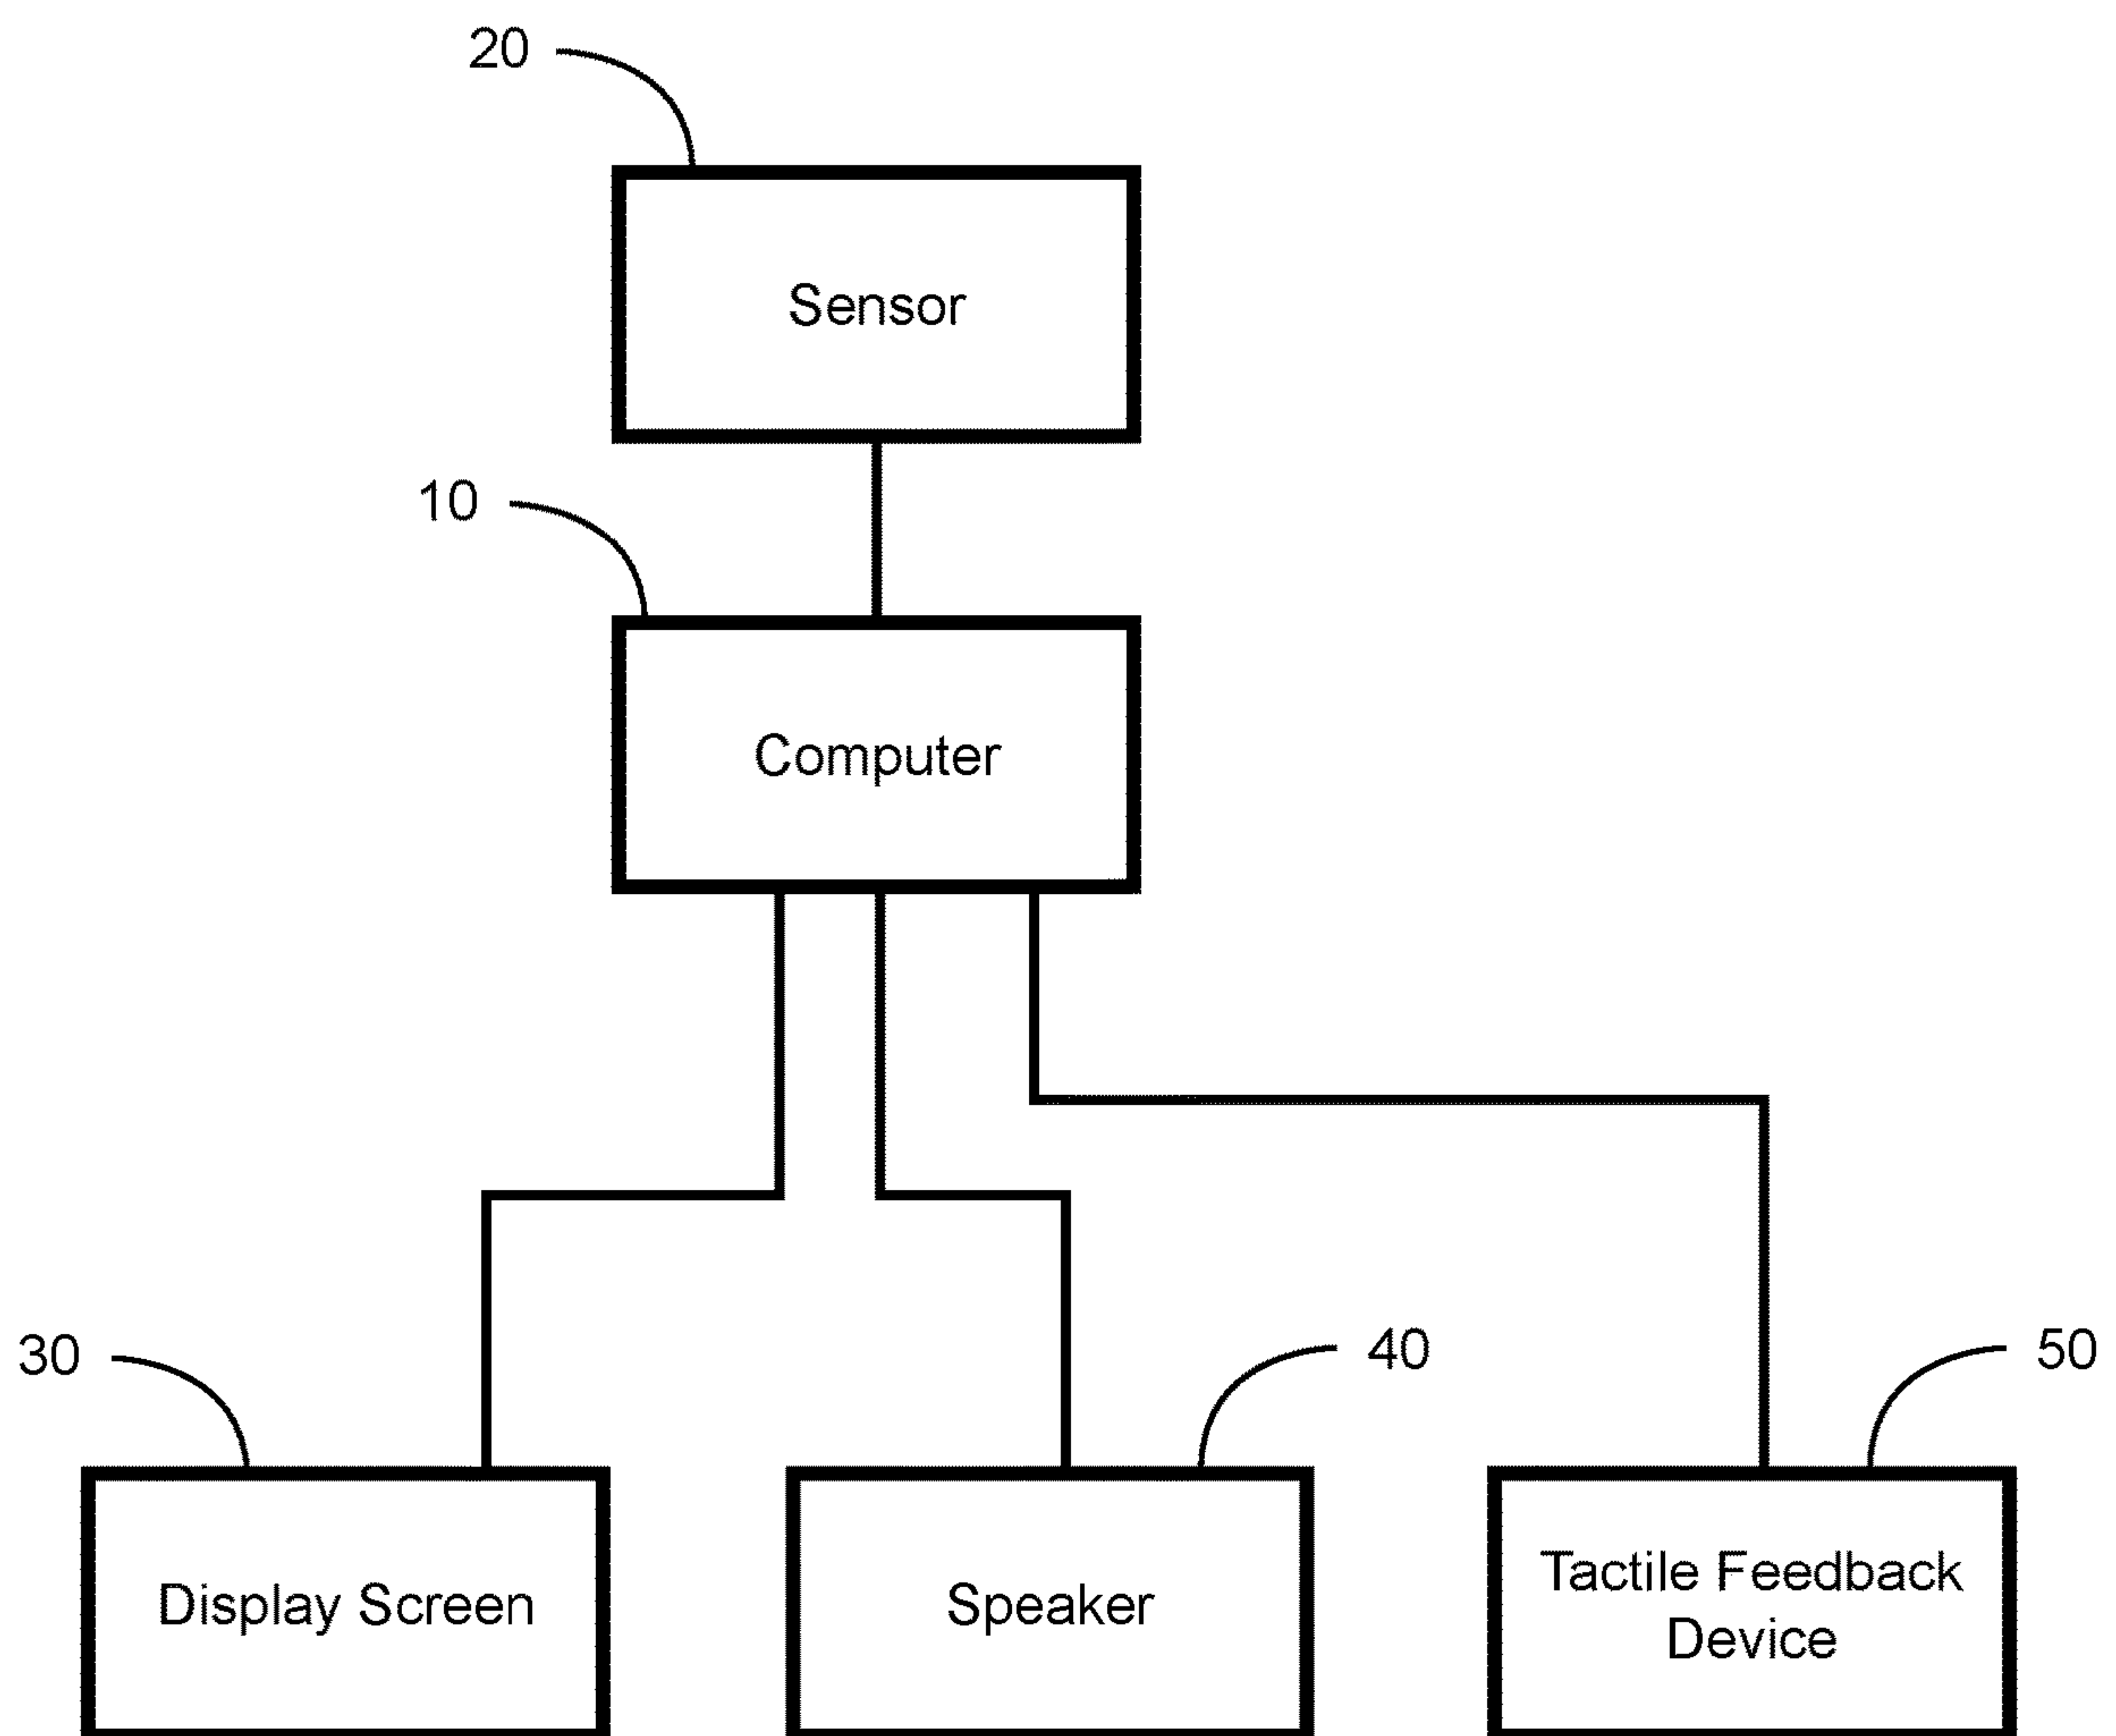 20
Sensor
10
Computer
30
40
50
Display Screen
Speaker
Tactile Feedback
Device